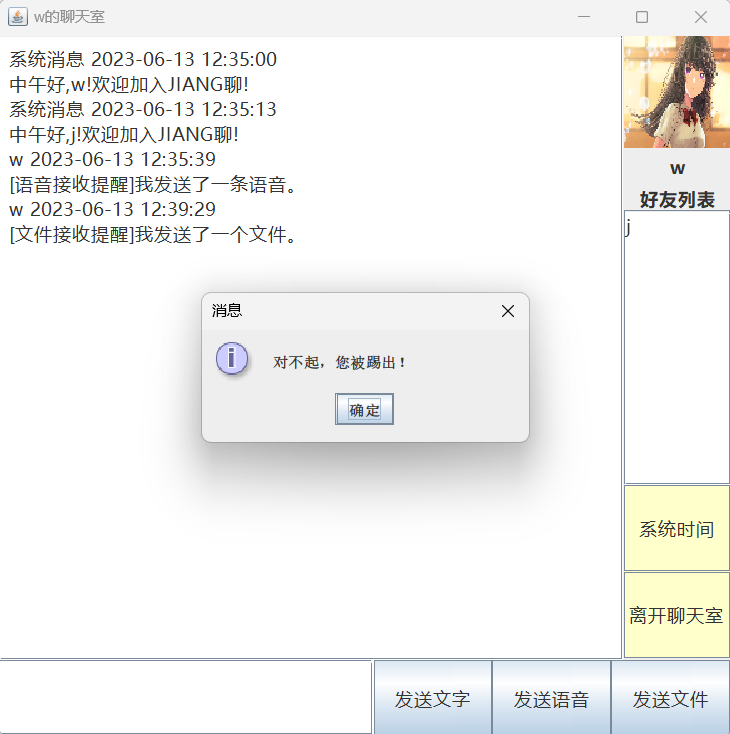 w的聊天室
系统消息 2023-06-13 12:35:00
中午好,w!欢迎加入JIANG聊!
系统消息 2023-06-13 12:35:13
中午好,j!欢迎加入JIANG聊!
w 2023-06-13 12:35:39
[语音接收提醒]我发送了一条语音。
w 2023-06-13 12:39:29
[文件接收提醒]我发送了一个文件。
消息
对不起，您被踢出！
确定
w
好友列表
j
系统时间
离开聊天室
发送文字
发送语音
发送文件